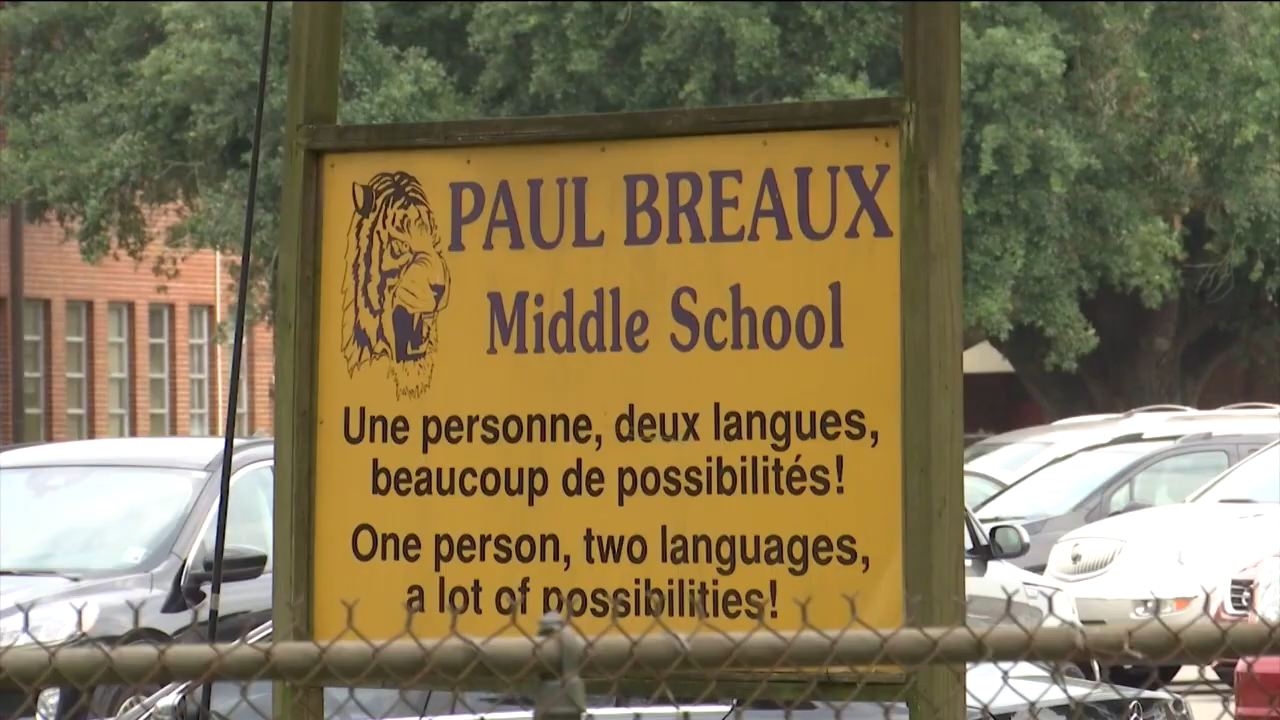 PAUL BREAUX
Middle School
Une personne, deux langues,
beaucoup de possibilités!
One person, two languages,
a lot of possibilities!